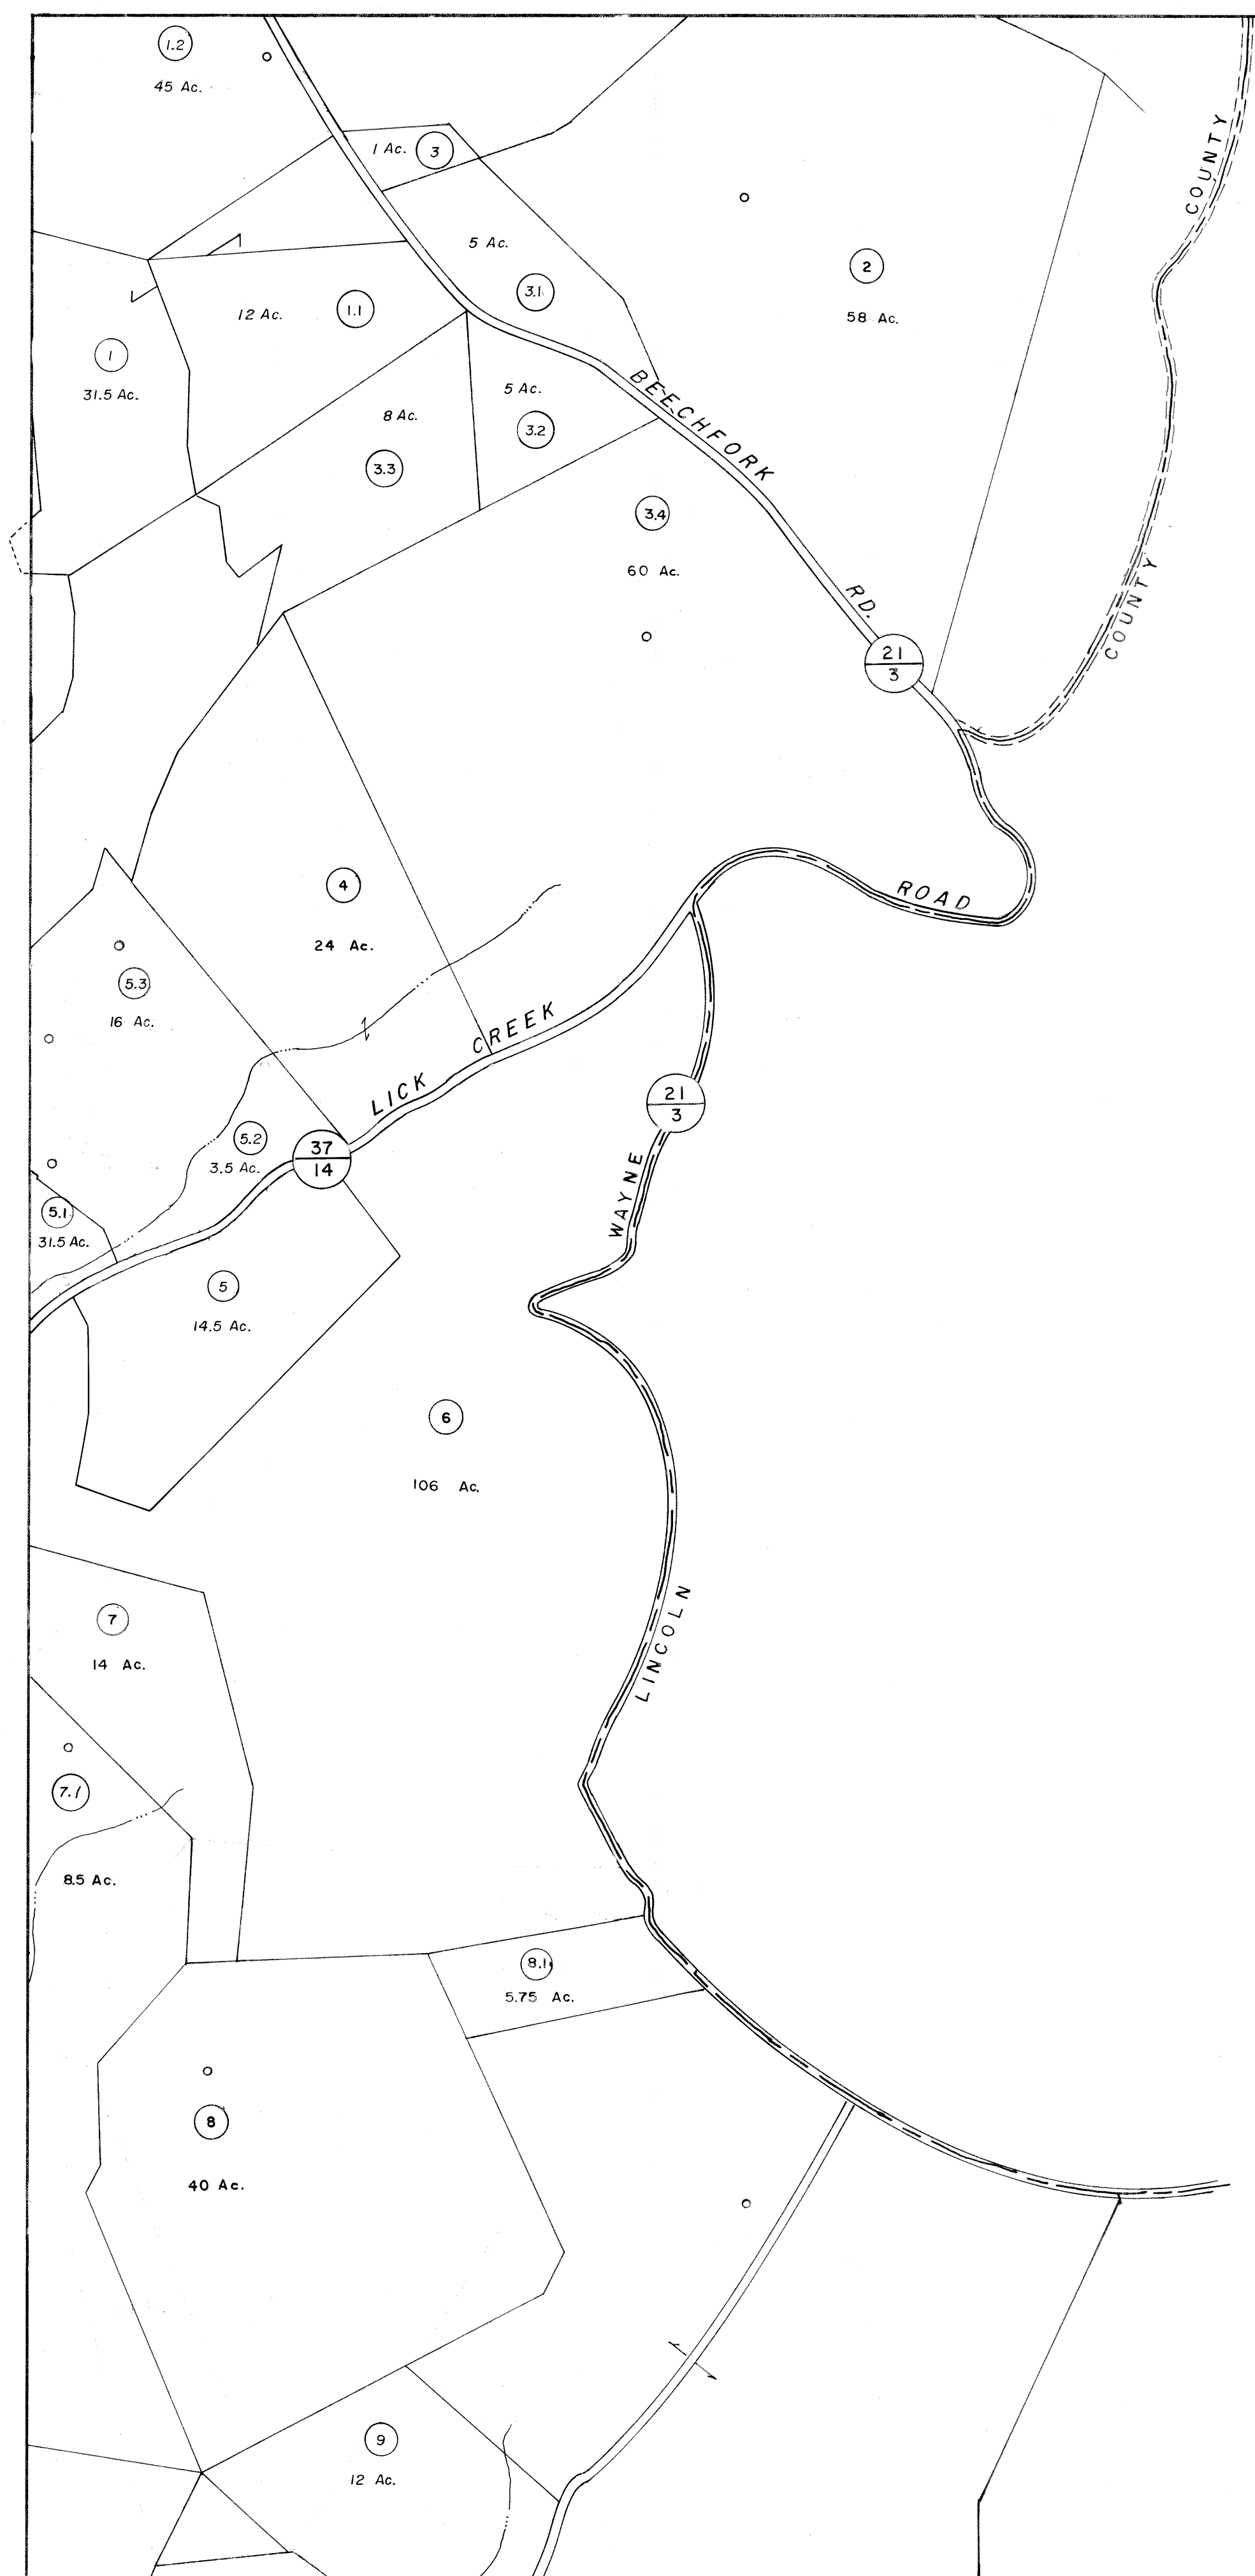 1.2
45 Ac.
1 Ac. 3
COUNTY
5 Ac.
3.1
2
58 Ac.
12 Ac. 1.1
1
31.5 Ac.
5 Ac.
3.2
8 Ac.
3.3
BEECHFORK RD.
3.4
60 Ac.
21
3
COUNTY
4
24 Ac.
ROAD
5.3
16 Ac.
LICK CREEK
21
3
5.2
3.5 Ac.
37
14
WAYNE
5.1
31.5 Ac.
5
14.5 Ac.
6
106 Ac.
7
14 Ac.
LINCOLN
7.1
8.5 Ac.
8.1
5.75 Ac.
8
40 Ac.
9
12 Ac.